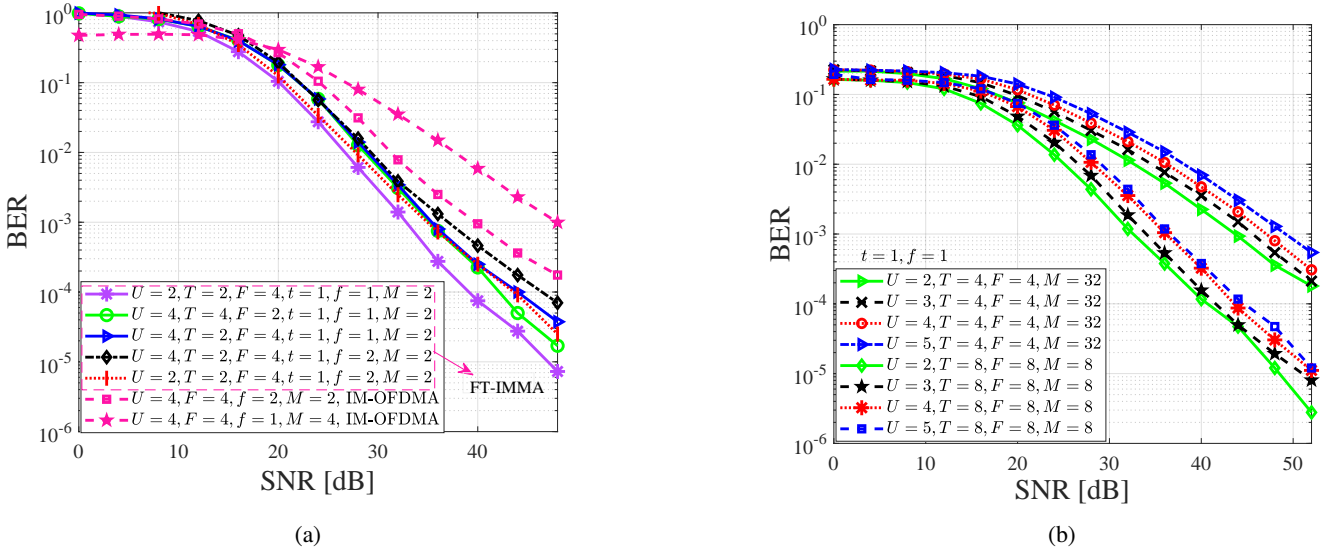 10^0
10^-1
10^-2
10^-3
10^-4
10^-5
10^-6
BER
0
10
20
30
40
SNR [dB]
U = 2, T = 2, F = 4, t = 1, f = 1, M = 2
U = 4, T = 4, F = 2, t = 1, f = 1, M = 2
U = 4, T = 2, F = 4, t = 1, f = 1, M = 2
U = 4, T = 2, F = 4, t = 1, f = 2, M = 2
U = 2, T = 2, F = 4, t = 1, f = 2, M = 2
U = 4, F = 4, f = 2, M = 2, IM-OFDMA
U = 4, F = 4, f = 1, M = 4, IM-OFDMA
FT-IMMA
(a)
10^0
10^-1
10^-2
10^-3
10^-4
10^-5
10^-6
BER
0
10
20
30
40
50
SNR [dB]
t = 1, f = 1
U = 2, T = 4, F = 4, M = 32
U = 3, T = 4, F = 4, M = 32
U = 4, T = 4, F = 4, M = 32
U = 5, T = 4, F = 4, M = 32
U = 2, T = 8, F = 8, M = 8
U = 3, T = 8, F = 8, M = 8
U = 4, T = 8, F = 8, M = 8
U = 5, T = 8, F = 8, M = 8
(b)